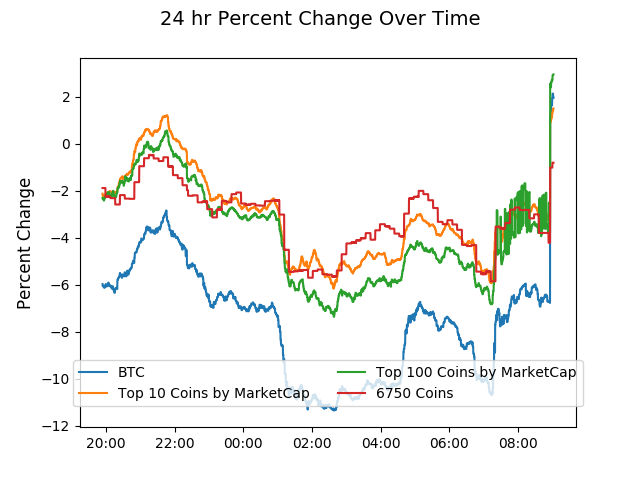 24 hr Percent Change Over Time
Percent Change
2
0
−2
−4
−6
−8
−10
−12
20:00 22:00 00:00 02:00 04:00 06:00 08:00
BTC Top 100 Coins by MarketCap
Top 10 Coins by MarketCap 6750 Coins